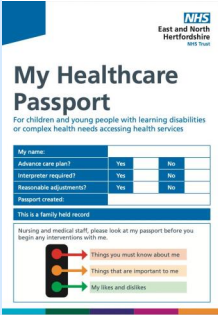 NHS
East and North
Hertfordshire
NHS Trust
My Healthcare
Passport
For children and young people with learning disabilities
or complex health needs accessing health services
My name:
Advance care plan? Yes No
Interpreter required? Yes No
Reasonable adjustments? Yes No
Passport created:
This is a family held record
Nursing and medical staff, please look at my passport before you
begin any interventions with me.
Things you must know about me
Things that are important to me
My likes and dislikes